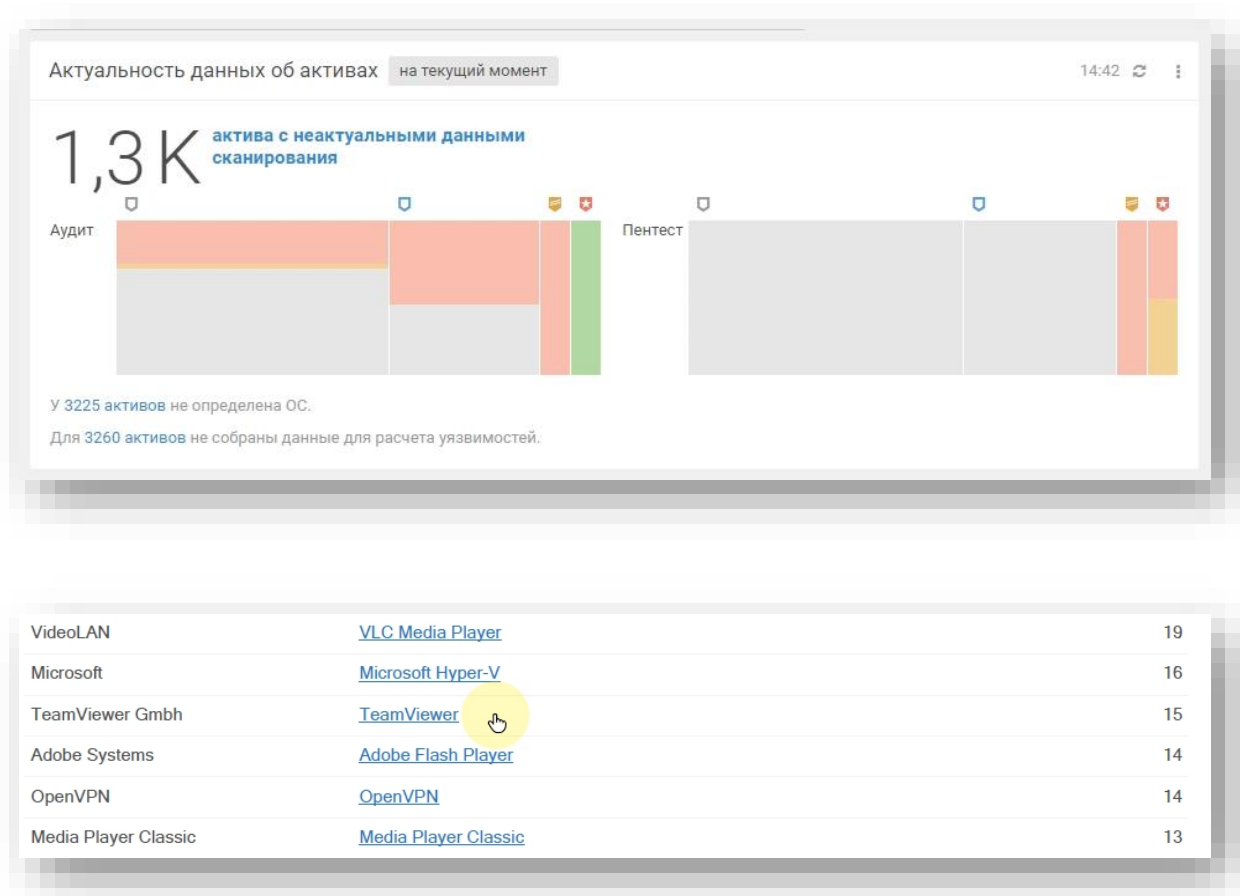 Актуальность данных об активах на текущий момент 14:42
1,3 K актива с неактуальными данными
сканирования
Аудит Пентест
У 3225 активов не определена ОС.
Для 3260 активов не собраны данные для расчета уязвимостей.
VideoLAN VLC Media Player 19
Microsoft Microsoft Hyper-V 16
TeamViewer Gmbh TeamViewer 15
Adobe Systems Adobe Flash Player 14
OpenVPN OpenVPN 14
Media Player Classic Media Player Classic 13